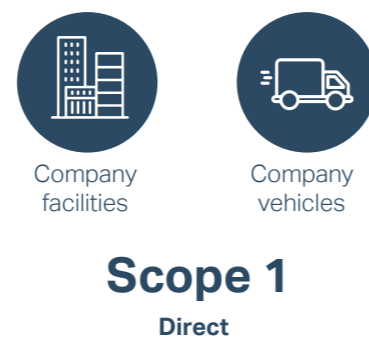 Company
facilities
Company
vehicles
Scope 1
Direct